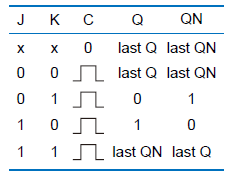 J K C Q QN
x x 0 last Q last QN
0 0 last Q last QN
0 1 0 1
1 0 1 0
1 1 last QN last Q